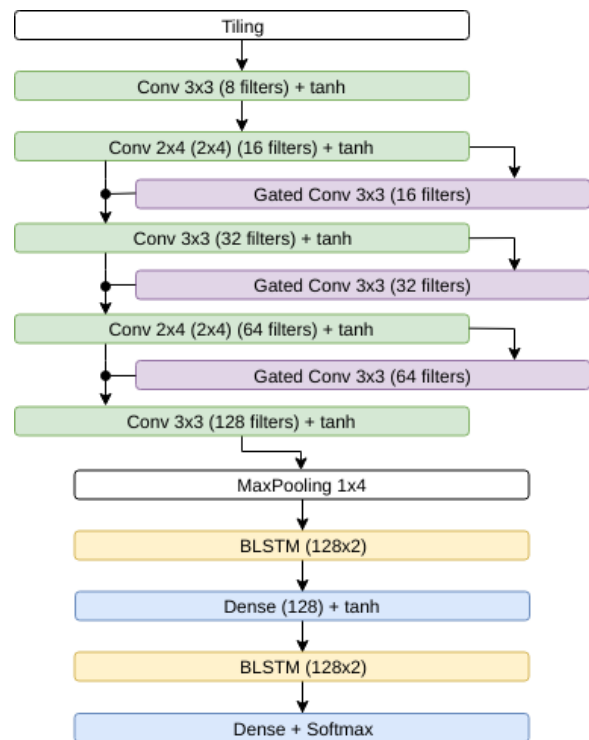 Tiling
Conv 3x3 (8 filters) + tanh
Conv 2x4 (2x4) (16 filters) + tanh
Gated Conv 3x3 (16 filters)
Conv 3x3 (32 filters) + tanh
Gated Conv 3x3 (32 filters)
Conv 2x4 (2x4) (64 filters) + tanh
Gated Conv 3x3 (64 filters)
Conv 3x3 (128 filters) + tanh
MaxPooling 1x4
BLSTM (128x2)
Dense (128) + tanh
BLSTM (128x2)
Dense + Softmax